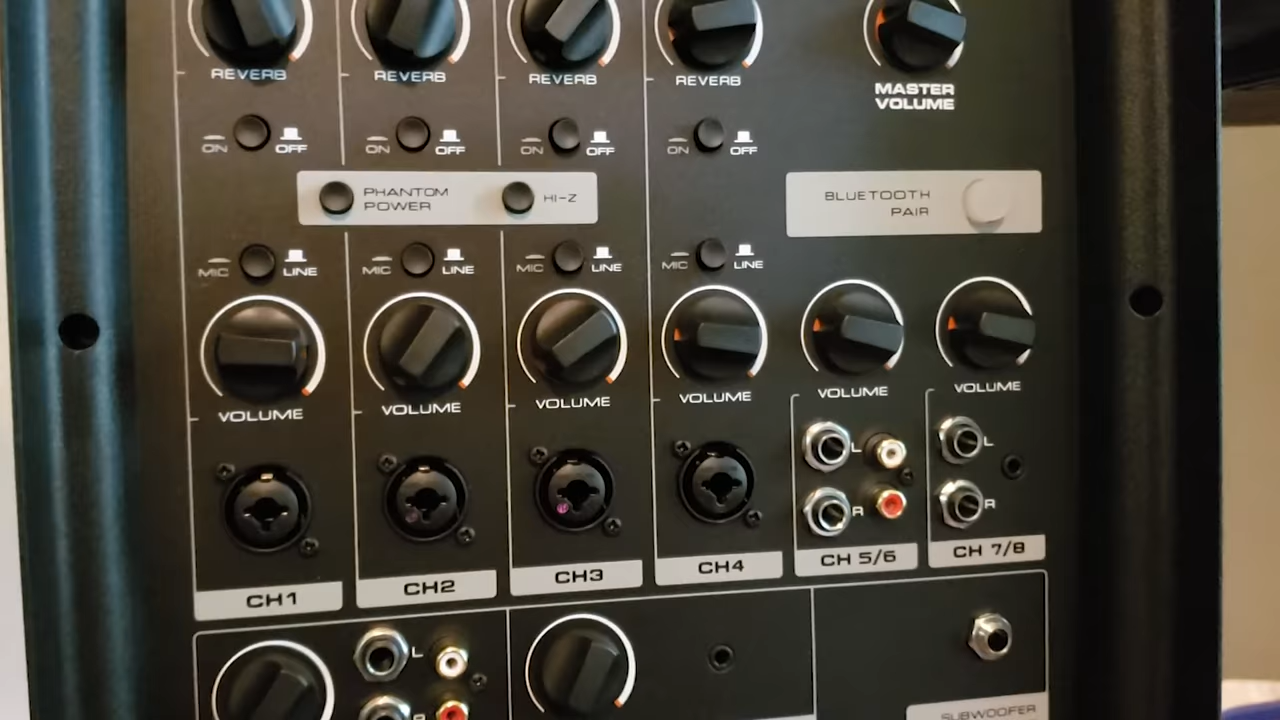 REVERB
REVERB
REVERB
REVERB
MASTER
VOLUME
ON OFF
ON OFF
ON OFF
ON OFF
PHANTOM
POWER
HI-Z
BLUETOOTH
PAIR
MIC LINE
MIC LINE
MIC LINE
MIC LINE
VOLUME
VOLUME
VOLUME
VOLUME
VOLUME
VOLUME
L
R
L
R
CH1
CH2
CH3
CH4
CH 5/6
CH 7/8
L
R
SUBWOOFER